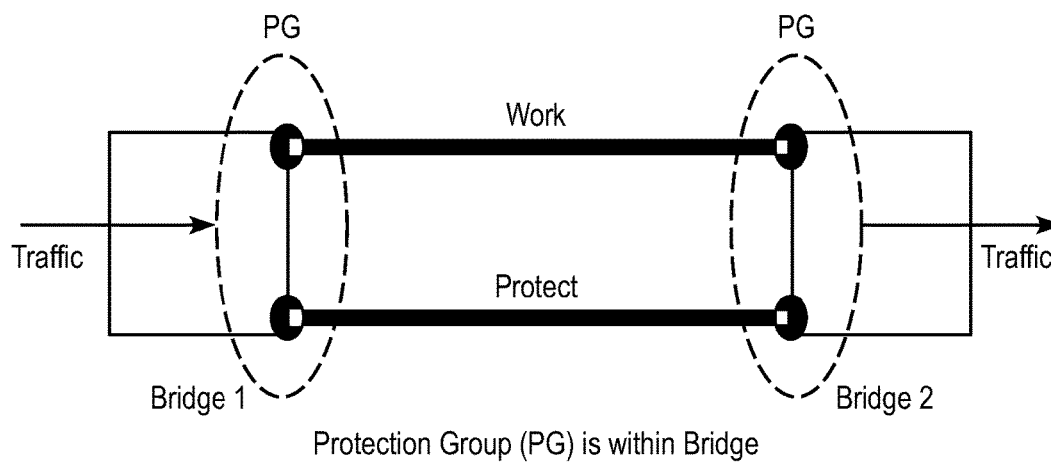 PG
PG
Work
Traffic
Traffic
Protect
Bridge 1
Bridge 2
Protection Group (PG) is within Bridge